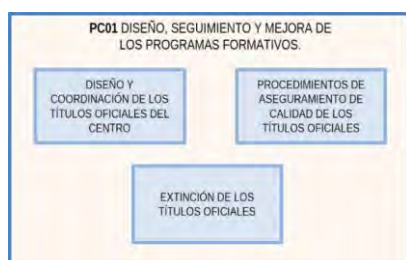 PC01 DISEÑO, SEGUIMIENTO Y MEJORA DE
LOS PROGRAMAS FORMATIVOS.
DISEÑO Y
COORDINACIÓN DE LOS
TÍTULOS OFICIALES DEL
CENTRO
PROCEDIMIENTOS DE
ASEGURAMIENTO DE
CALIDAD DE LOS
TÍTULOS OFICIALES
EXTINCIÓN DE LOS
TÍTULOS OFICIALES